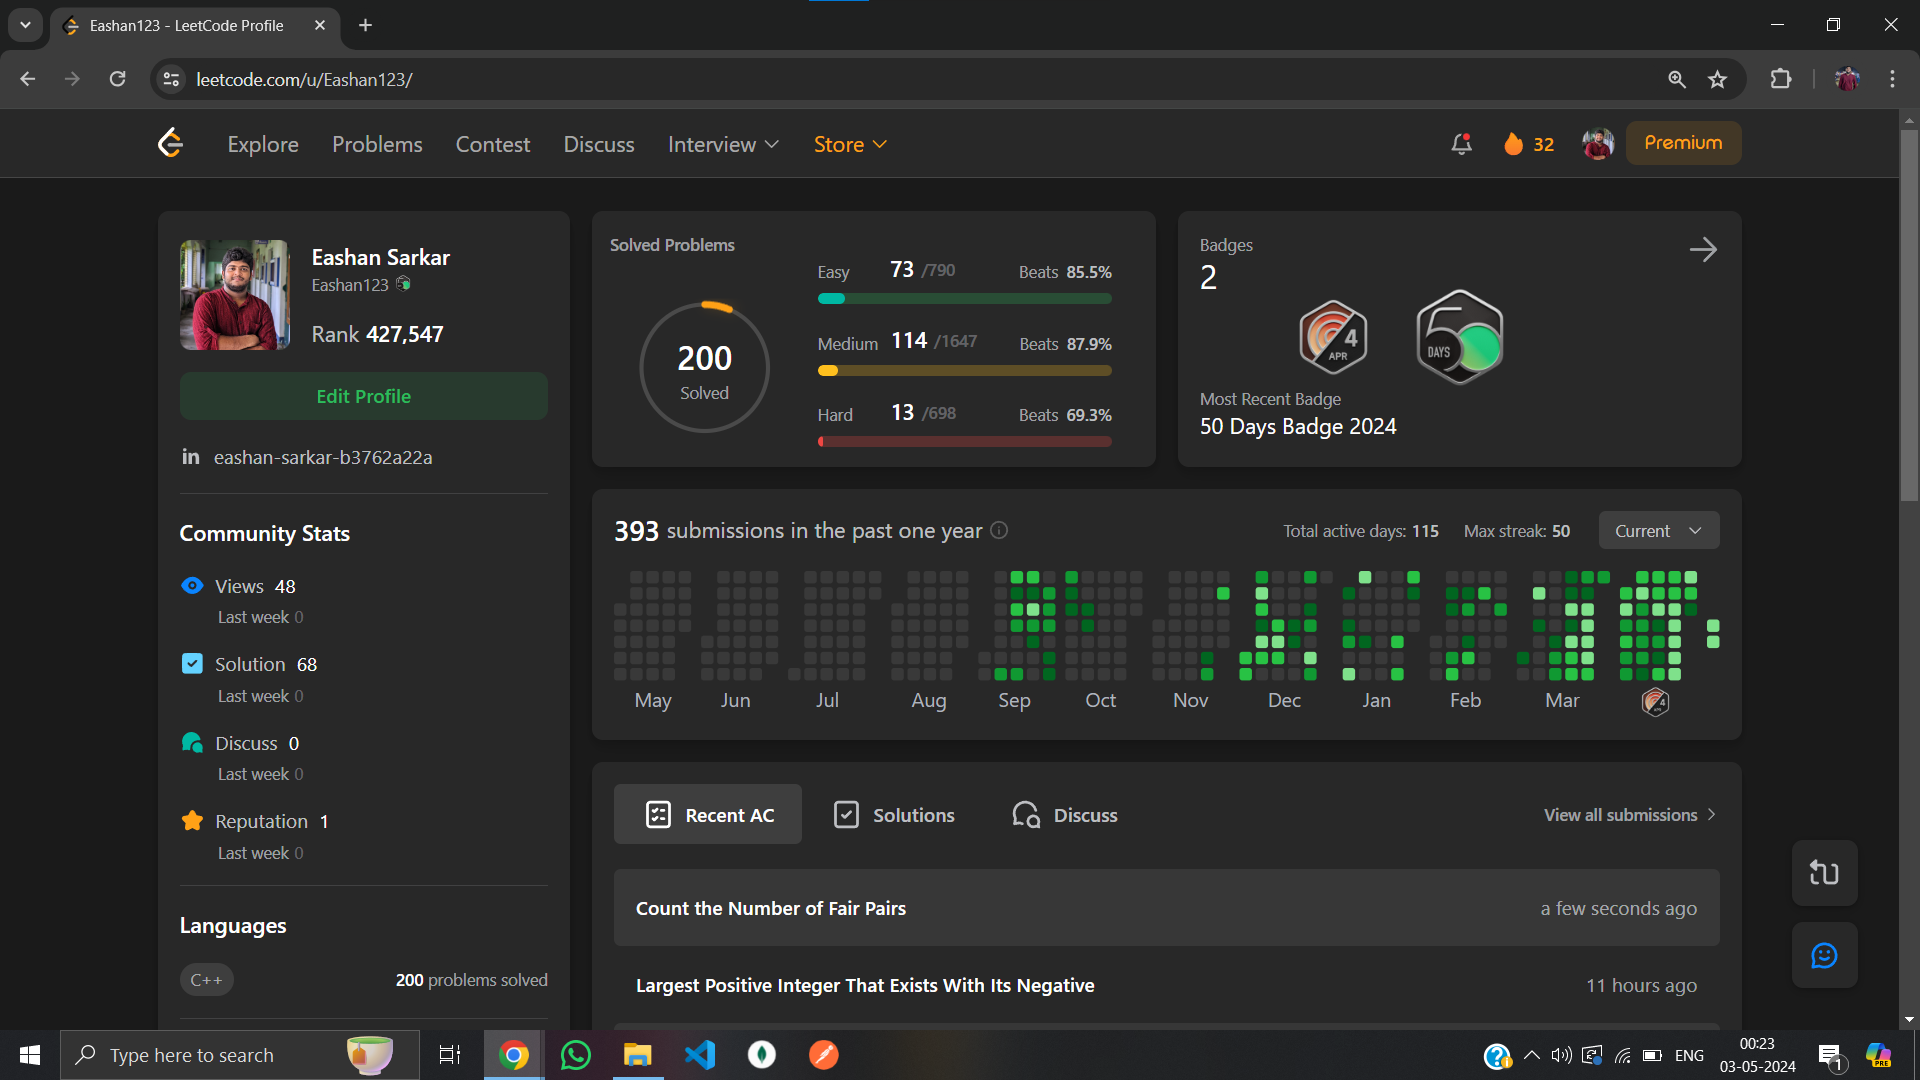 Eashan123 - LeetCode Profile
leetcode.com/u/Eashan123/
Explore Problems Contest Discuss Interview Store 32 Premium
Eashan Sarkar
Eashan123
Rank 427,547
Edit Profile
eashan-sarkar-b3762a22a
Community Stats
Views 48
Last week 0
Solution 68
Last week 0
Discuss 0
Last week 0
Reputation 1
Last week 0
Languages
C++ 200 problems solved
Solved Problems
200
Solved
Easy 73 /790 Beats 85.5%
Medium 114 /1647 Beats 87.9%
Hard 13 /698 Beats 69.3%
Badges
2
4
APR
50
DAYS
Most Recent Badge
50 Days Badge 2024
393 submissions in the past one year Total active days: 115 Max streak: 50 Current
May Jun Jul Aug Sep Oct Nov Dec Jan Feb Mar
Recent AC Solutions Discuss View all submissions
Count the Number of Fair Pairs a few seconds ago
Largest Positive Integer That Exists With Its Negative 11 hours ago
Type here to search
ENG
00:23
03-05-2024
1
PRE